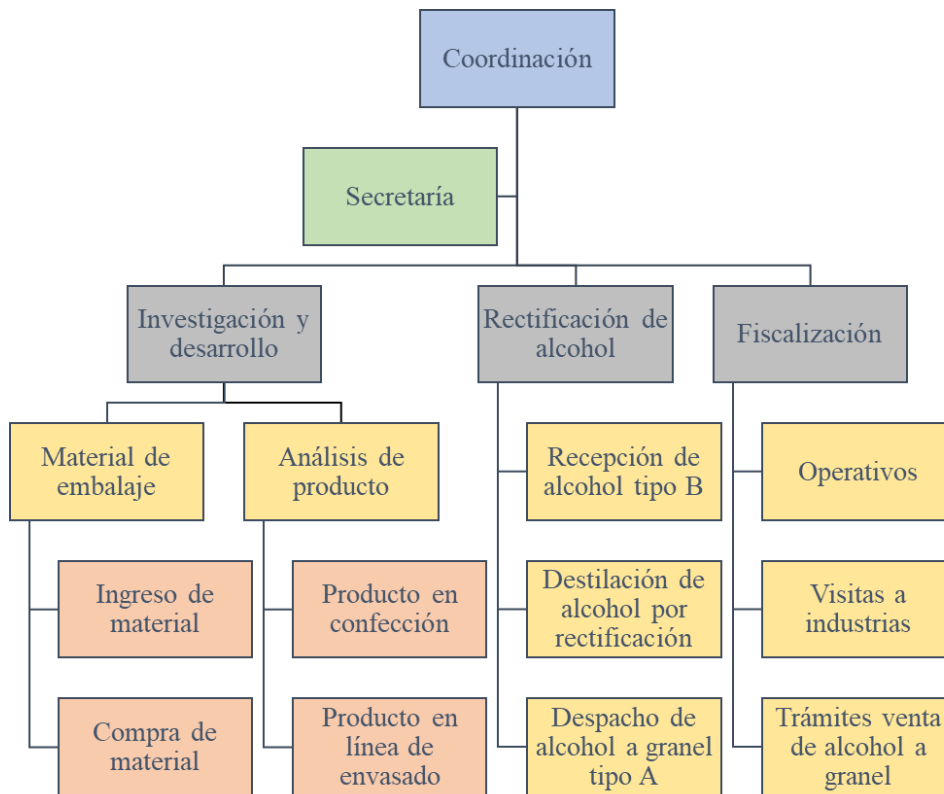 Coordinación
Secretaría
Investigación y
desarrollo
Rectificación de
alcohol
Fiscalización
Material de
embalaje
Análisis de
producto
Recepción de
alcohol tipo B
Operativos
Ingreso de
material
Producto en
confección
Destilación de
alcohol por
rectificación
Visitas a
industrias
Compra de
material
Producto en
línea de
envasado
Despacho de
alcohol a granel
tipo A
Trámites venta
de alcohol a
granel